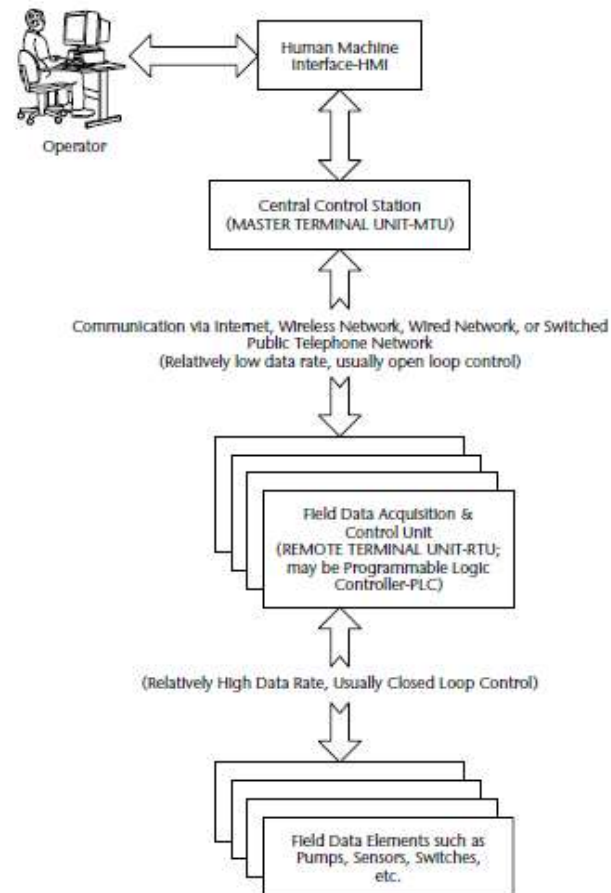 Human Machine
Interface-HMI
Operator
Central Control Station
(MASTER TERMINAL UNIT-MTU)
Communication via Internet, Wireless Network, Wired Network, or Switched
Public Telephone Network
(Relatively low data rate, usually open loop control)
Field Data Acquisition &
Control Unit
(REMOTE TERMINAL UNIT-RTU;
may be Programmable Logic
Controller-PLC)
(Relatively High Data Rate, Usually Closed Loop Control)
Field Data Elements such as
Pumps, Sensors, Switches,
etc.